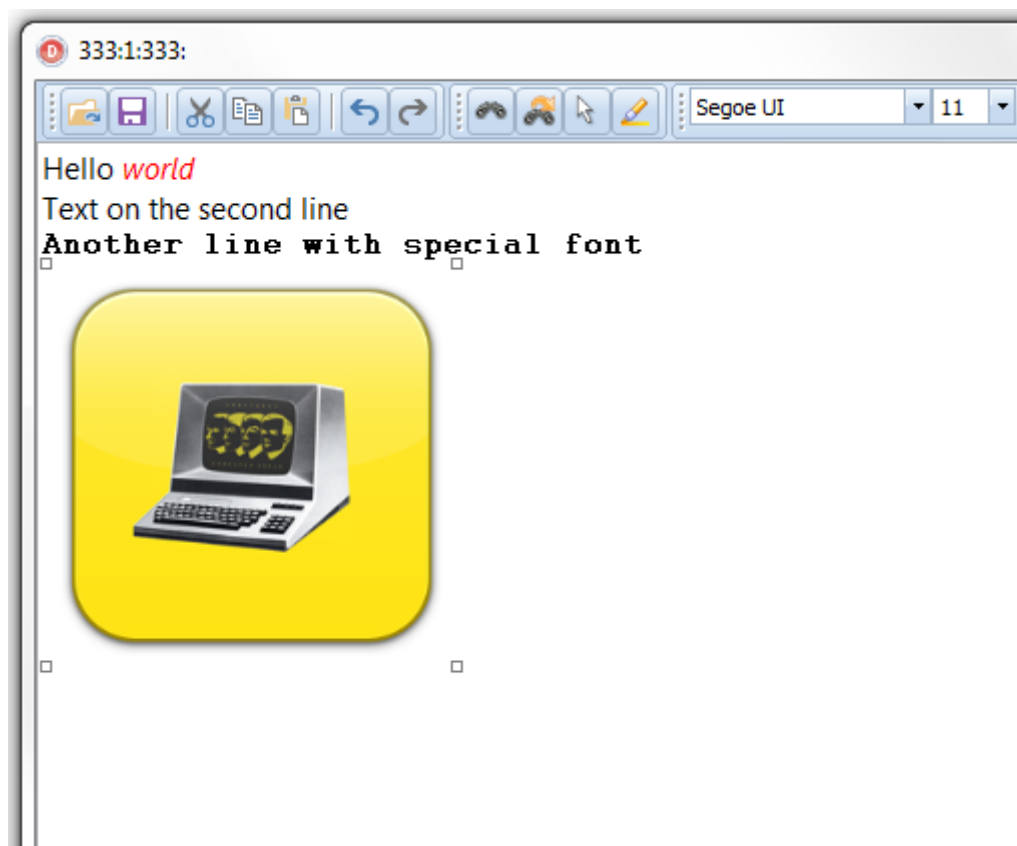 333:1:333:
Segoe UI 11
Hello world
Text on the second line
Another line with special font